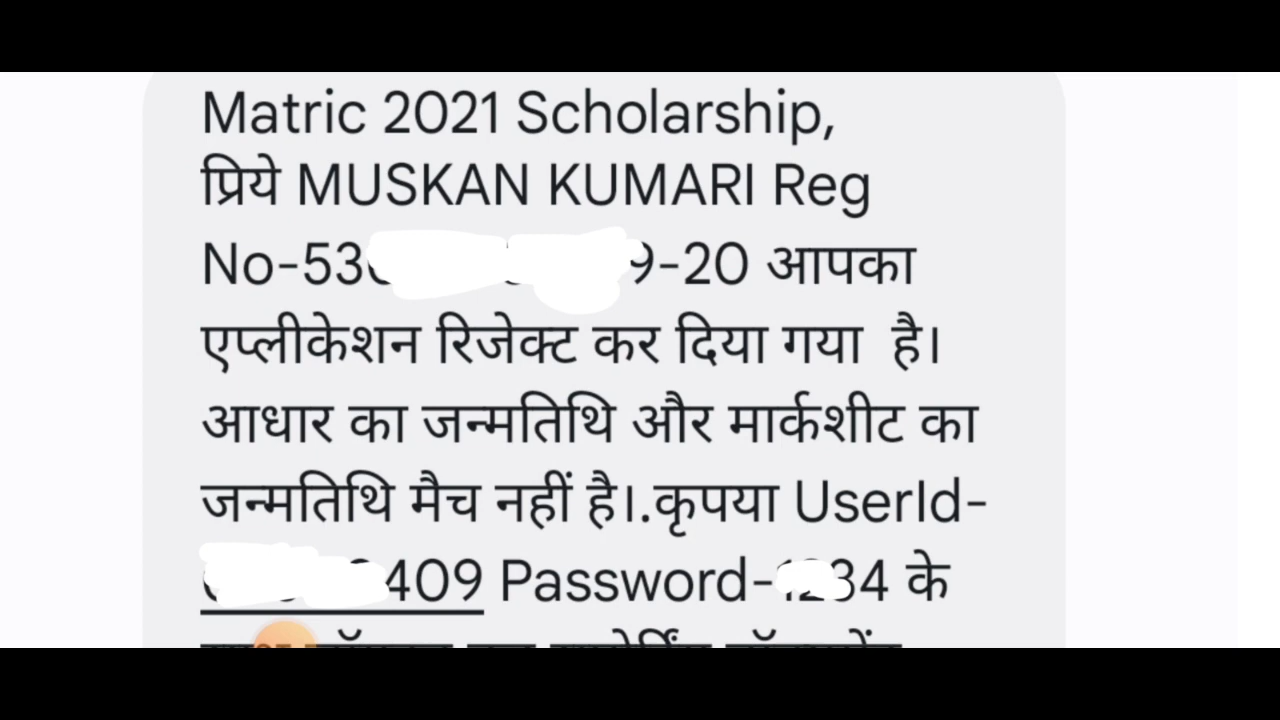 Matric 2021 Scholarship,
प्रिये MUSKAN KUMARI Reg
No-53 9-20 आपका
एप्लीकेशन रिजेक्ट कर दिया गया है।
आधार का जन्मतिथि और मार्कशीट का
जन्मतिथि मैच नहीं है।.कृपया UserId-
409 Password- 34 के